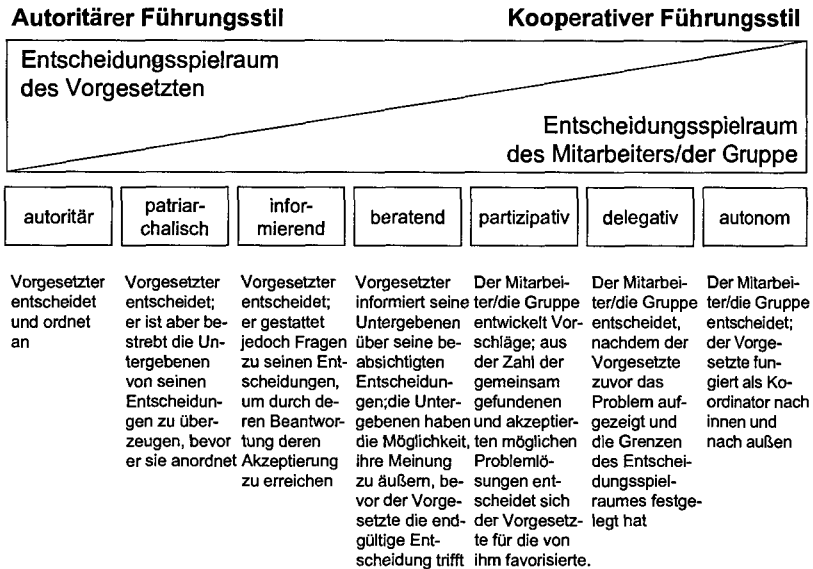 Autoritärer Führungsstil
Kooperativer Führungsstil
Entscheidungsspielraum
des Vorgesetzten
Entscheidungsspielraum
des Mitarbeiters/der Gruppe
autoritär
patriar-
chalisch
infor-
mierend
beratend
partizipativ
delegativ
autonom
Vorgesetzter
entscheidet
und ordnet
an
Vorgesetzter
entscheidet;
er ist aber be-
strebt die Un-
tergebenen
von seinen
Entscheidun-
gen zu über-
zeugen, bevor
er sie anordnet
Vorgesetzter
entscheidet;
er gestattet
jedoch Fragen
zu seinen Ent-
scheidungen,
um durch de-
ren Beantwor-
tung deren
Akzeptierung
zu erreichen
Vorgesetzter
informiert seine
Untergebenen
über seine be-
absichtigten
Entscheidun-
gen;die Unter-
gebenen haben
die Möglichkeit,
ihre Meinung
zu äußern, be-
vor der Vorge-
setzte die end-
gültige Ent-
scheidung trifft
Der Mitarbei-
ter/die Gruppe
entwickelt Vor-
schläge; aus
der Zahl der
gemeinsam
gefundenen
und akzeptier-
ten möglichen
Problemlö-
sungen ent-
scheidet sich
der Vorgesetz-
te für die von
ihm favorisierte.
Der Mitarbei-
ter/die Gruppe
entscheidet,
nachdem der
Vorgesetzte
zuvor das
Problem auf-
gezeigt und
die Grenzen
des Entschei-
dungsspiel-
raumes festge-
legt hat
Der Mitarbei-
ter/die Gruppe
entscheidet;
der Vorge-
setzte fun-
giert als Ko-
ordinator nach
innen und
nach außen